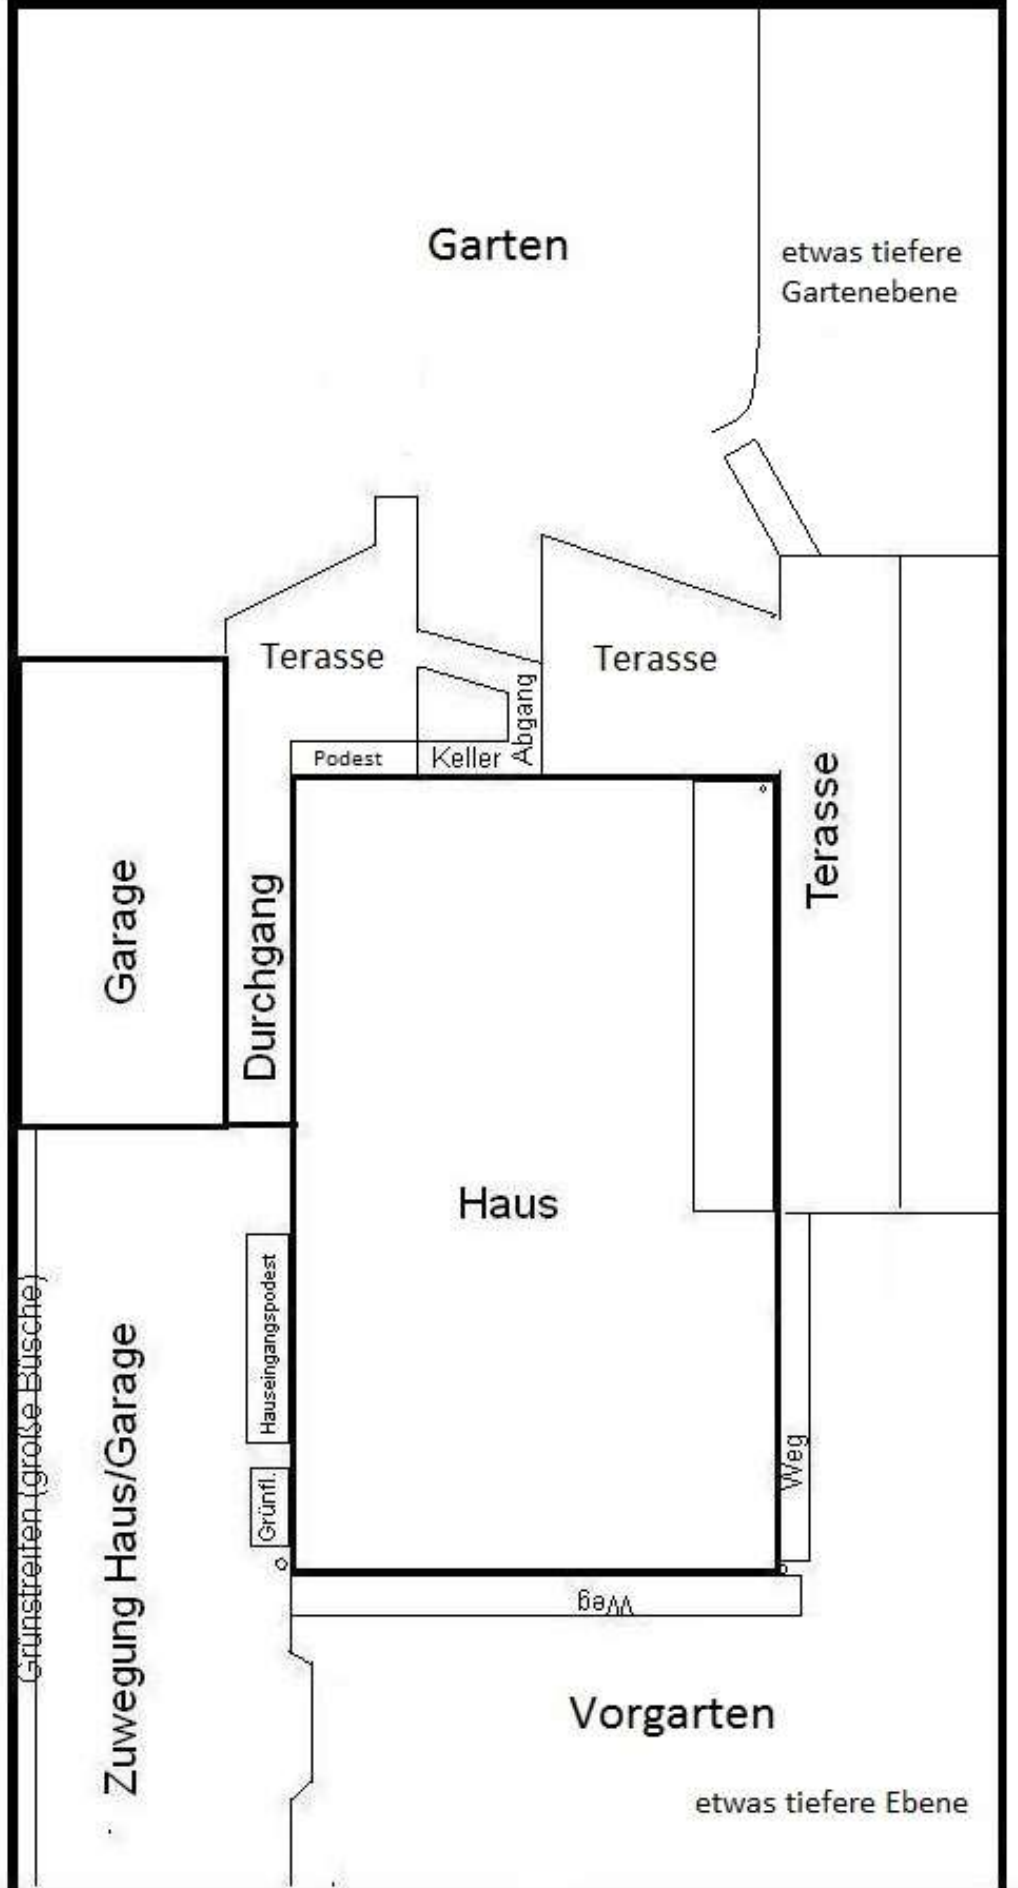 Garten
etwas tiefere
Gartenebene
Terasse
Terasse
Podest
Keller
Abgang
Terasse
Garage
Durchgang
Haus
Hauseingangspodest
Grünstreifen (große Büsche)
Zuwegung Haus/Garage
Grünfl.
Weg
Weg
Vorgarten
etwas tiefere Ebene